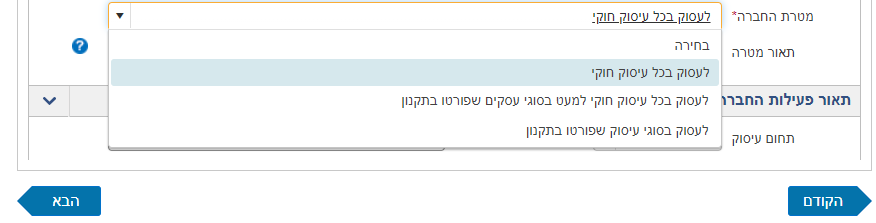 מטרת החברה*
לעסוק בכל עיסוק חוקי
בחירה
תאור מטרה
לעסוק בכל עיסוק חוקי
תאור פעילות החברה
לעסוק בכל עיסוק חוקי למעט בסוגי עסקים שפורטו בתקנון
לעסוק בסוגי עיסוק שפורטו בתקנון
תחום עיסוק
הקודם
הבא